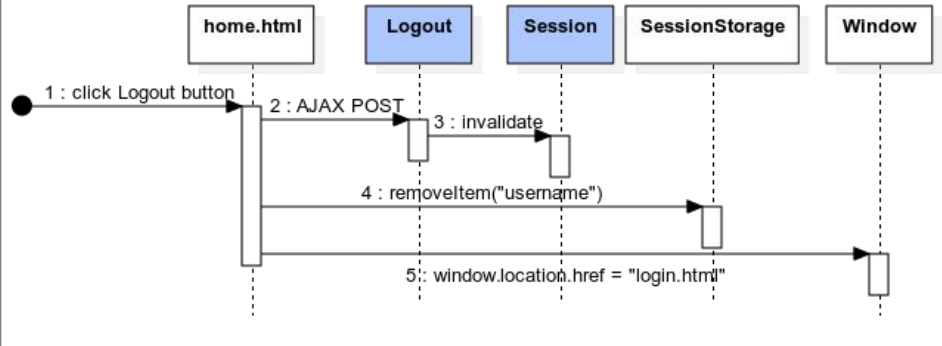 home.html
Logout
Session
SessionStorage
Window
1 : click Logout button
2 : AJAX POST
3 : invalidate
4 : removeItem("username")
5 : window.location.href = "login.html"